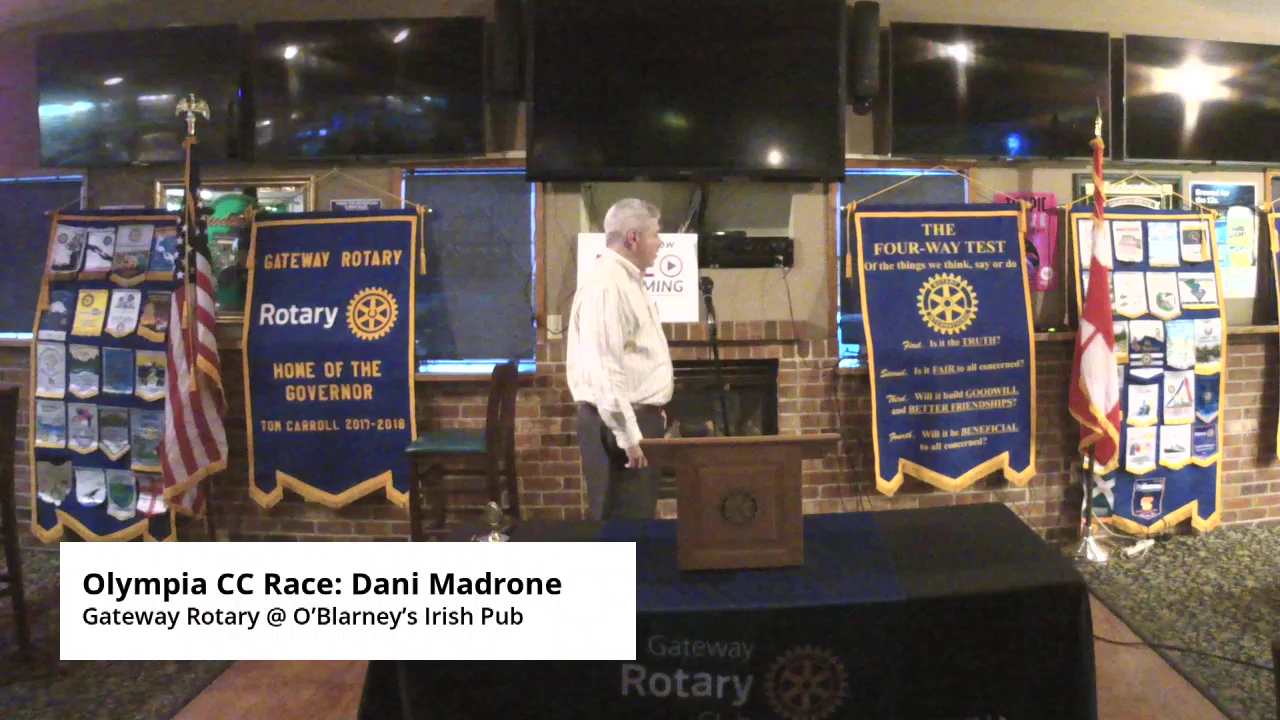 GATEWAY ROTARY
Rotary
HOME OF THE
GOVERNOR
TOM CARROLL 2017-2018
MING
THE
FOUR-WAY TEST
Of the things we think, say or do
First. Is it the TRUTH?
Second. Is it FAIR to all concerned?
Third. Will it build GOODWILL
and BETTER FRIENDSHIPS?
Fourth. Will it be BENEFICIAL
to all concerned?
Olympia CC Race: Dani Madrone
Gateway Rotary @ O’Blarney’s Irish Pub
Gateway
Rotary
Club